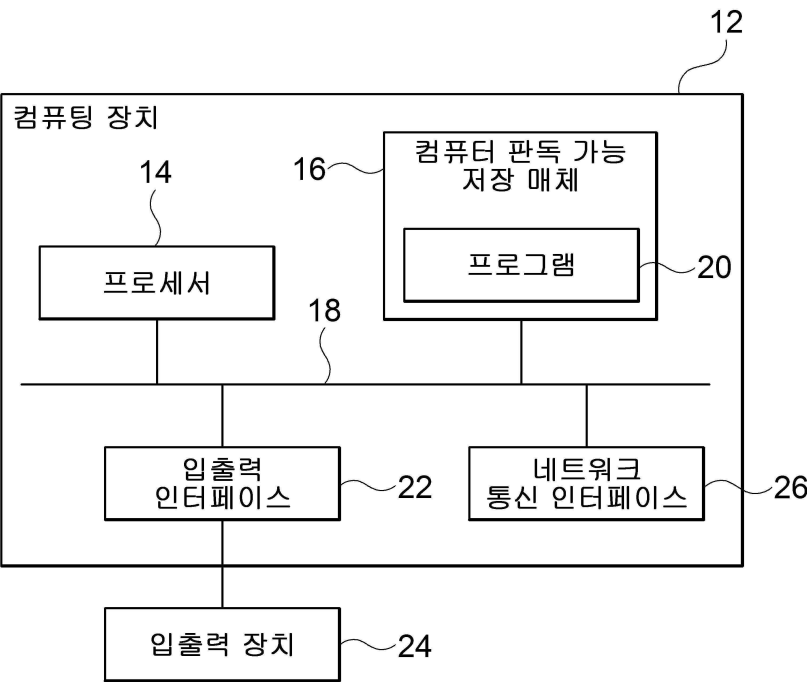 12
컴퓨팅 장치
16
컴퓨터 판독 가능
저장 매체
14
프로세서
프로그램
20
18
입출력
인터페이스
22
네트워크
통신 인터페이스
26
입출력 장치
24